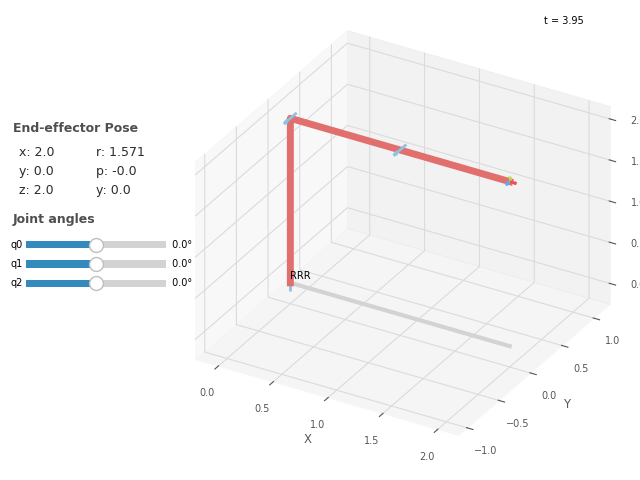 t = 3.95
End-effector Pose
x: 2.0 r: 1.571
y: 0.0 p: -0.0
z: 2.0 y: 0.0
Joint angles
q0 0.0°
q1 0.0°
q2 0.0°
RRR
0.0
0.5
1.0
1.5
2.0
X
−1.0
−0.5
0.0
0.5
1.0
Y